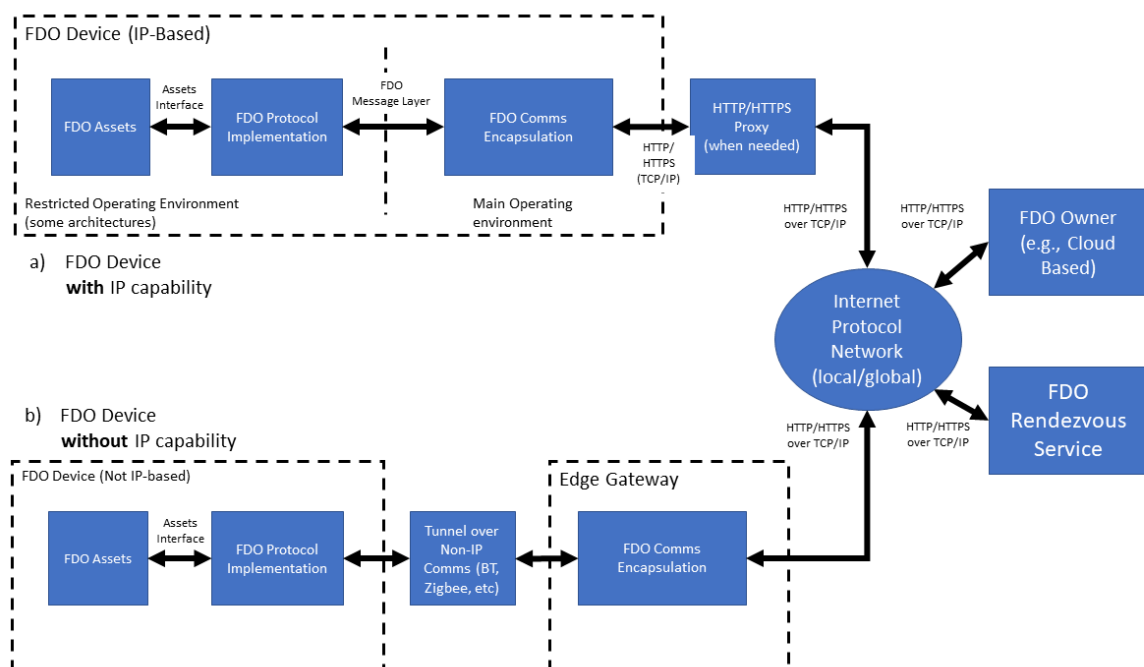 FDO Device (IP-Based)
FDO Assets
Assets
Interface
FDO Protocol
Implementation
FDO
Message Layer
FDO Comms
Encapsulation
HTTP/
HTTPS
(TCP/IP)
HTTP/HTTPS
Proxy
(when needed)
Restricted Operating Environment
(some architectures)
Main Operating
environment
HTTP/HTTPS
over TCP/IP
HTTP/HTTPS
over TCP/IP
FDO Owner
(e.g., Cloud
Based)
a) FDO Device
with IP capability
Internet
Protocol
Network
(local/global)
b) FDO Device
without IP capability
HTTP/HTTPS
over TCP/IP
HTTP/HTTPS
over TCP/IP
FDO
Rendezvous
Service
FDO Device (Not IP-based)
FDO Assets
Assets
Interface
FDO Protocol
Implementation
Tunnel over
Non-IP
Comms (BT,
Zigbee, etc)
Edge Gateway
FDO Comms
Encapsulation